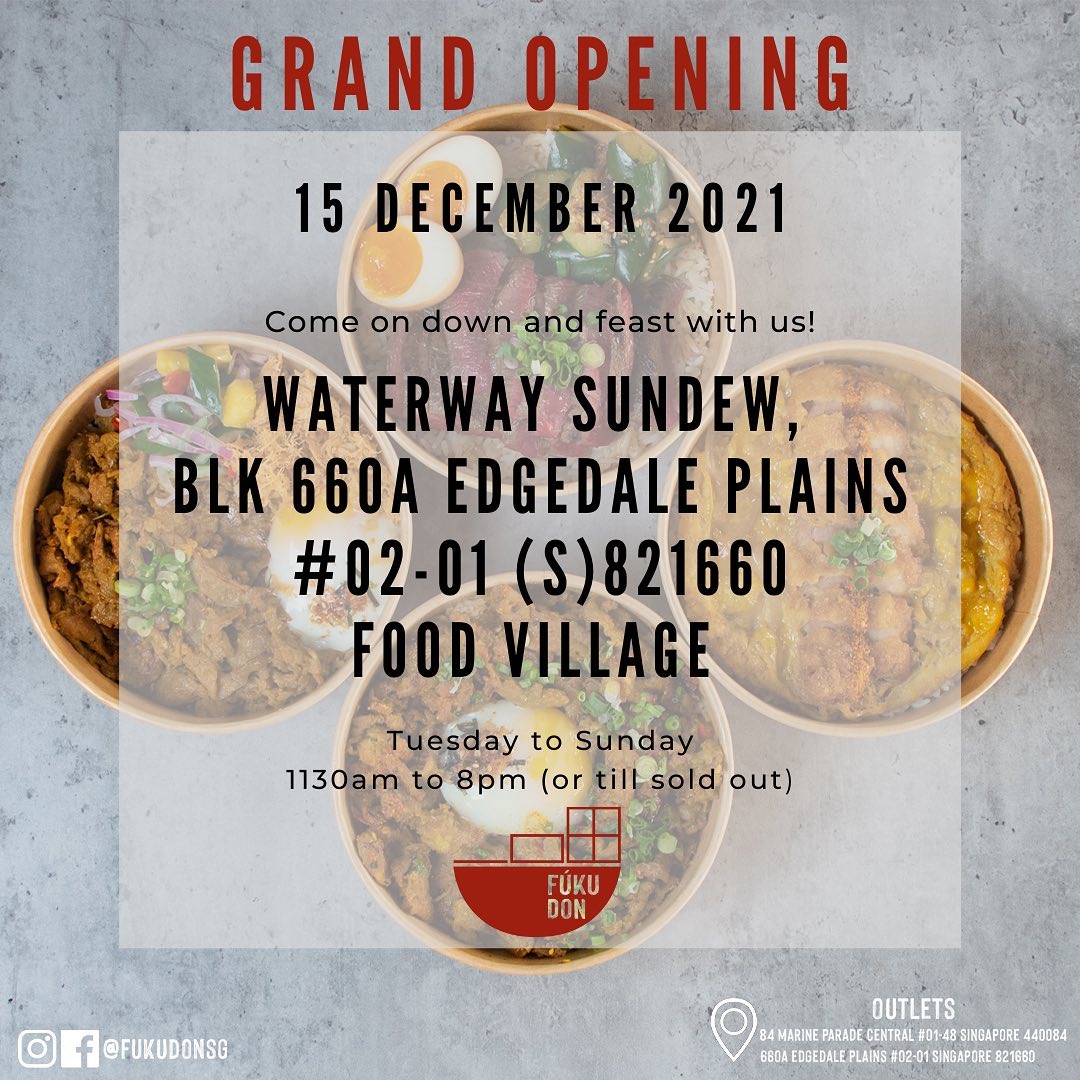 GRAND OPENING
15 DECEMBER 2021
Come on down and feast with us!
WATERWAY SUNDEW,
BLK 660A EDGEDALE PLAINS
#02-01 (S)821660
FOOD VILLAGE
Tuesday to Sunday
1130am to 8pm (or till sold out)
FÚKU
DON
@FUKUDONSG
OUTLETS
84 MARINE PARADE CENTRAL #01-48 SINGAPORE 440084
660A EDGEDALE PLAINS #02-01 SINGAPORE 821660